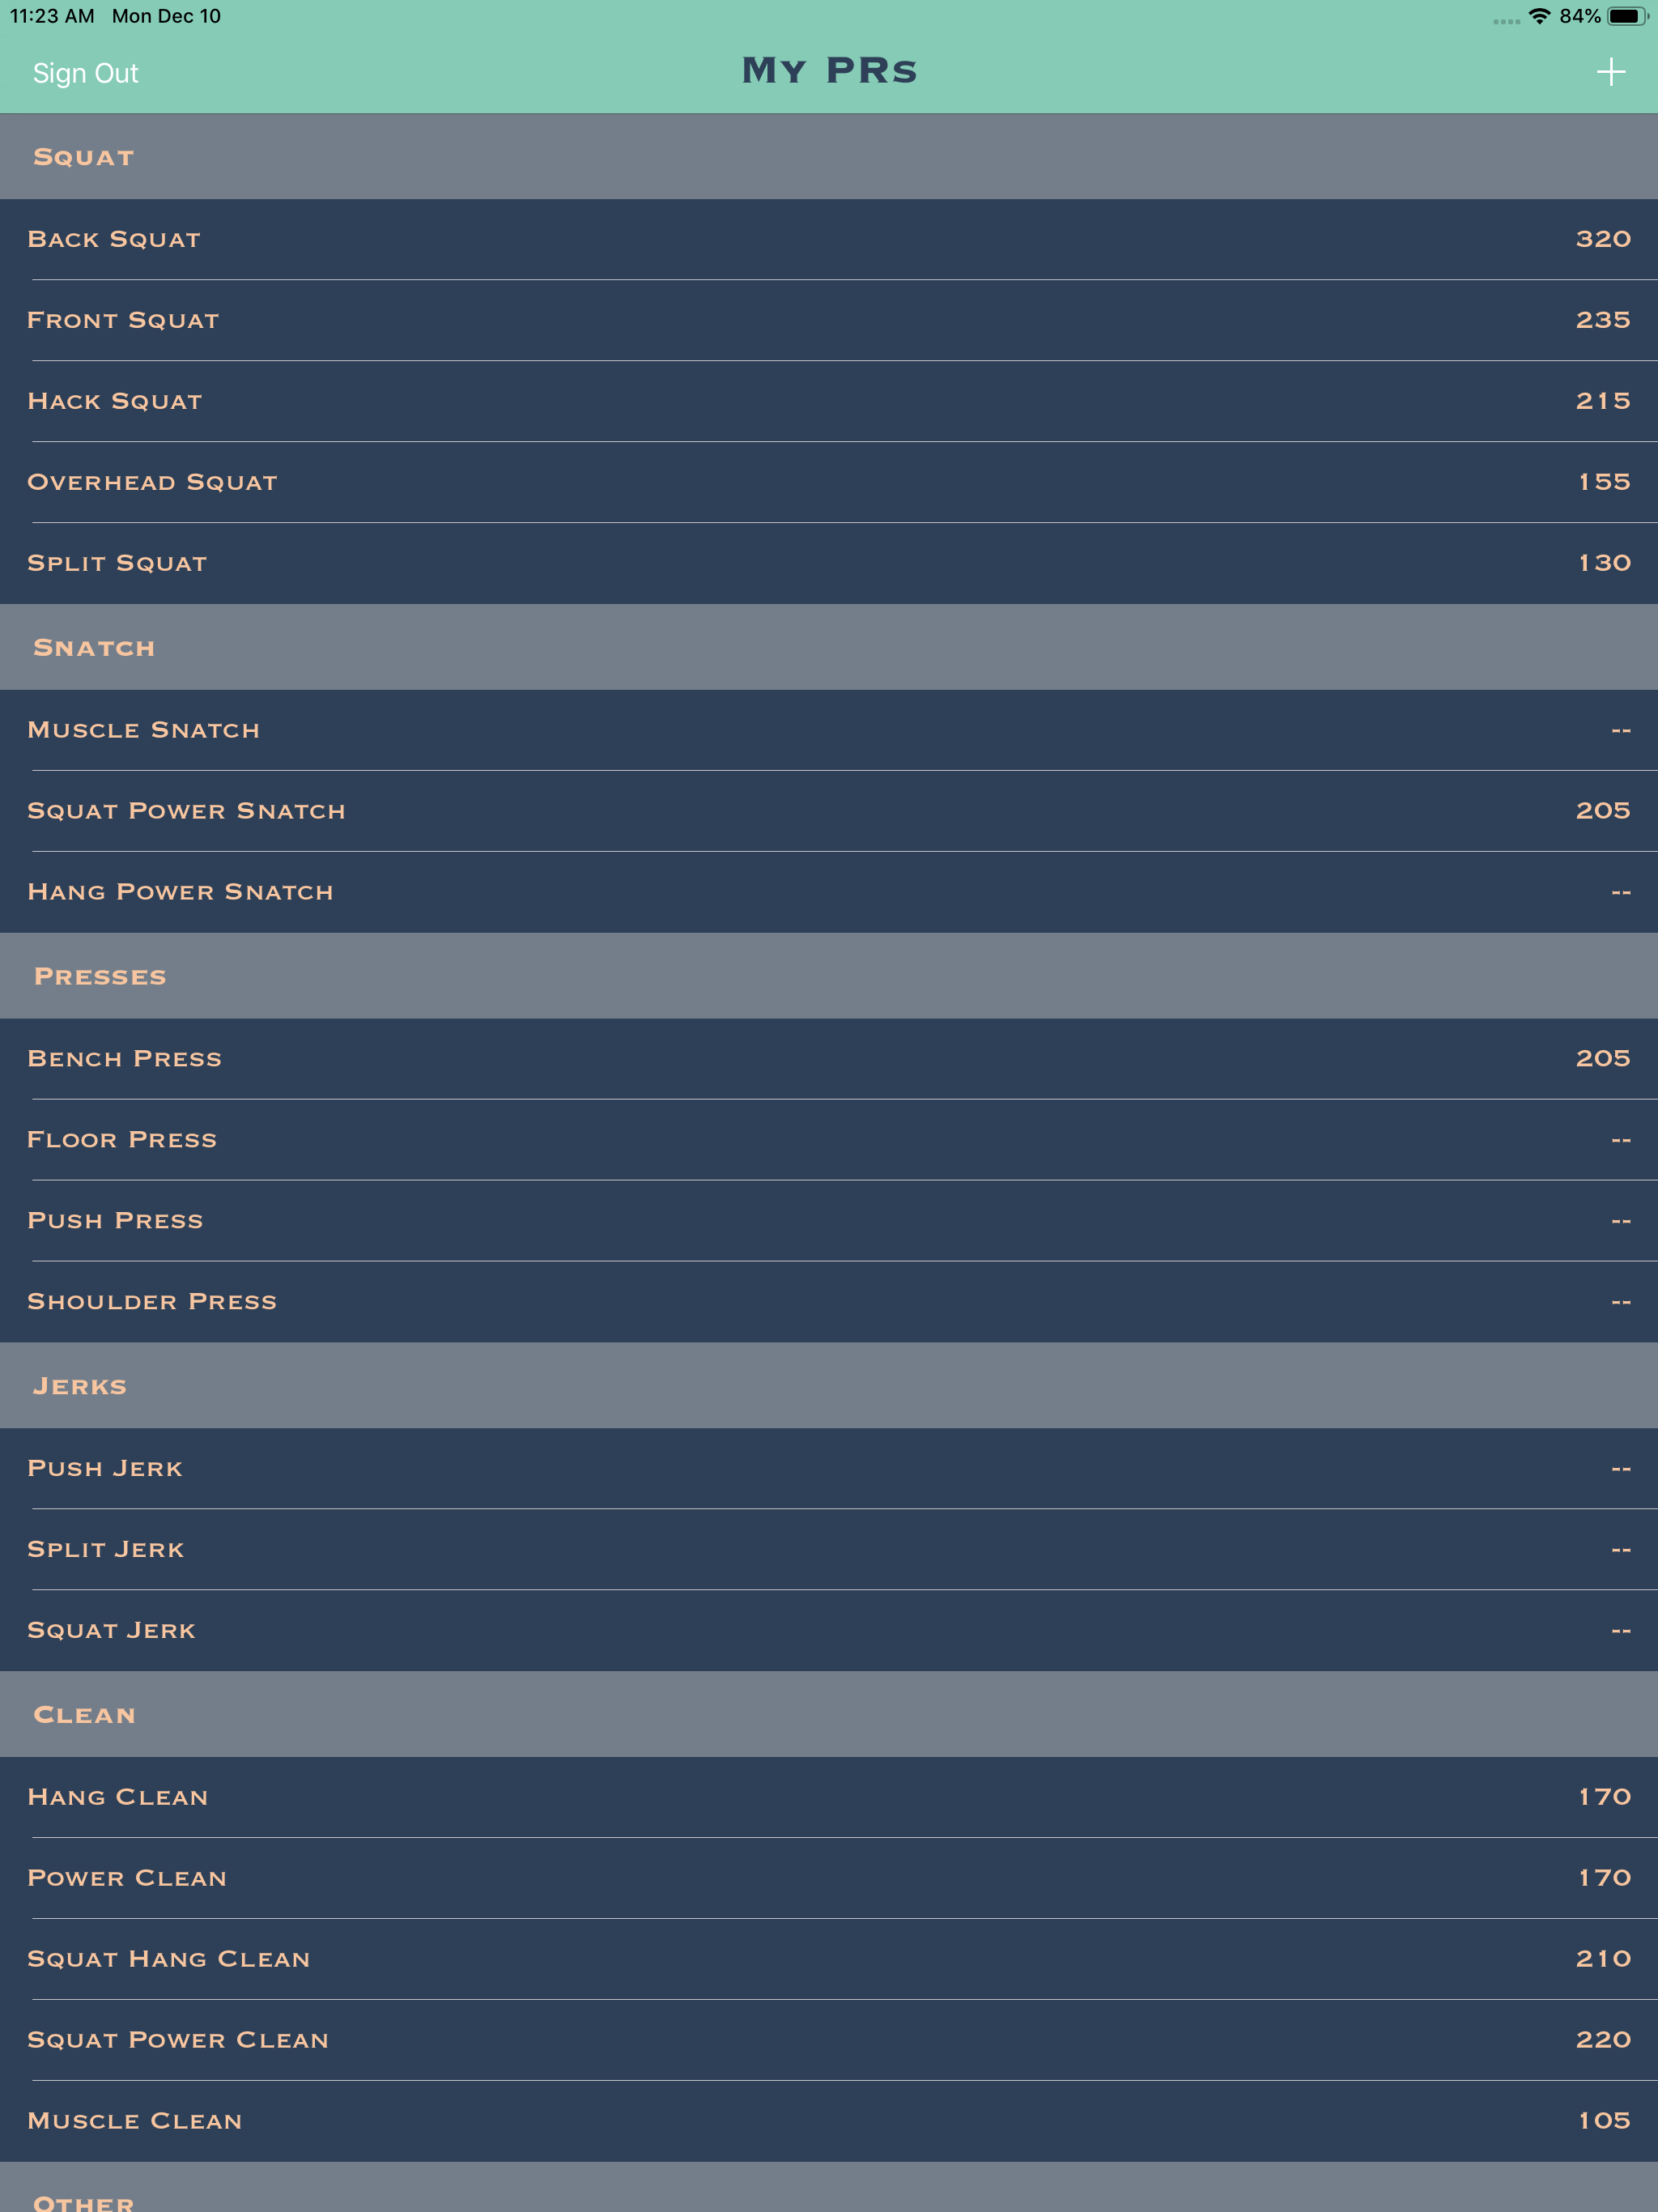 11:23 AM Mon Dec 10 84%
Sign Out My PRs +
Squat
Back Squat 320
Front Squat 235
Hack Squat 215
Overhead Squat 155
Split Squat 130
Snatch
Muscle Snatch --
Squat Power Snatch 205
Hang Power Snatch --
Presses
Bench Press 205
Floor Press --
Push Press --
Shoulder Press --
Jerks
Push Jerk --
Split Jerk --
Squat Jerk --
Clean
Hang Clean 170
Power Clean 170
Squat Hang Clean 210
Squat Power Clean 220
Muscle Clean 105
Other